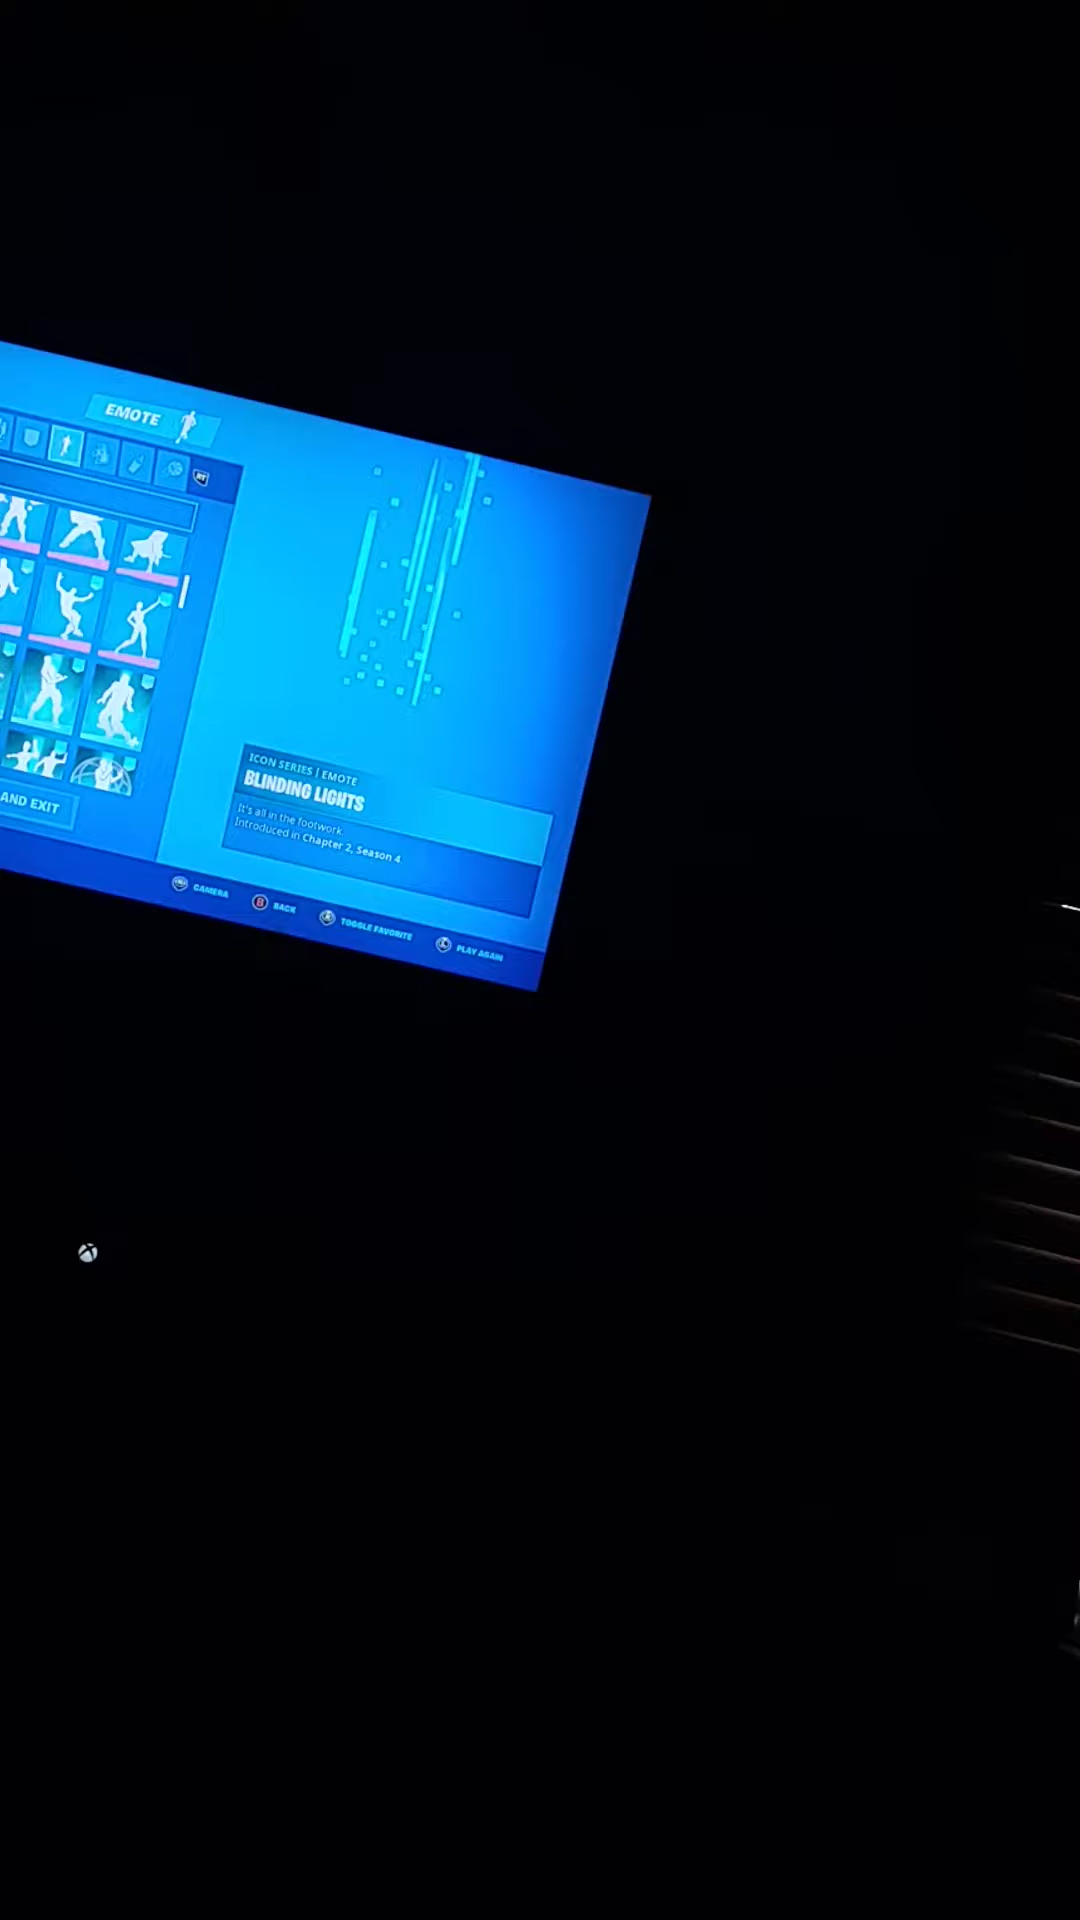 EMOTE
RT
ICON SERIES | EMOTE
BLINDING LIGHTS
It's all in the footwork.
Introduced in Chapter 2, Season 4.
AND EXIT
CAMERA
B BACK
TOGGLE FAVORITE
PLAY AGAIN